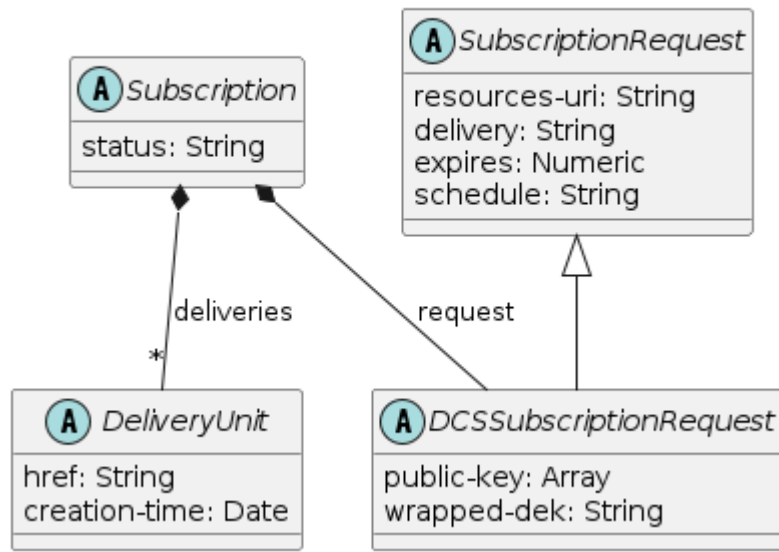 A Subscription
status: String
A SubscriptionRequest
resources-uri: String
delivery: String
expires: Numeric
schedule: String
deliveries
request
*
A DeliveryUnit
href: String
creation-time: Date
A DCSSubscriptionRequest
public-key: Array
wrapped-dek: String